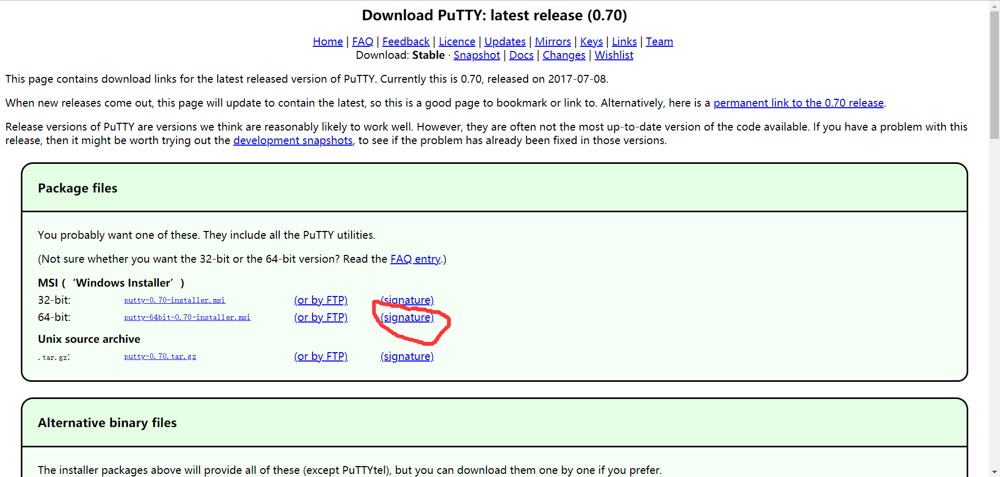 Download PuTTY: latest release (0.70)
Home | FAQ | Feedback | Licence | Updates | Mirrors | Keys | Links | Team
Download: Stable · Snapshot | Docs | Changes | Wishlist
This page contains download links for the latest released version of PuTTY. Currently this is 0.70, released on 2017-07-08.
When new releases come out, this page will update to contain the latest, so this is a good page to bookmark or link to. Alternatively, here is a permanent link to the 0.70 release.
Release versions of PuTTY are versions we think are reasonably likely to work well. However, they are often not the most up-to-date version of the code available. If you have a problem with this
release, then it might be worth trying out the development snapshots, to see if the problem has already been fixed in those versions.
Package files
You probably want one of these. They include all the PuTTY utilities.
(Not sure whether you want the 32-bit or the 64-bit version? Read the FAQ entry.)
MSI (‘Windows Installer’)
32-bit: putty-0.70-installer.msi (or by FTP) (signature)
64-bit: putty-64bit-0.70-installer.msi (or by FTP) (signature)
Unix source archive
.tar.gz: putty-0.70.tar.gz (or by FTP) (signature)
Alternative binary files
The installer packages above will provide all of these (except PuTTYtel), but you can download them one by one if you prefer.